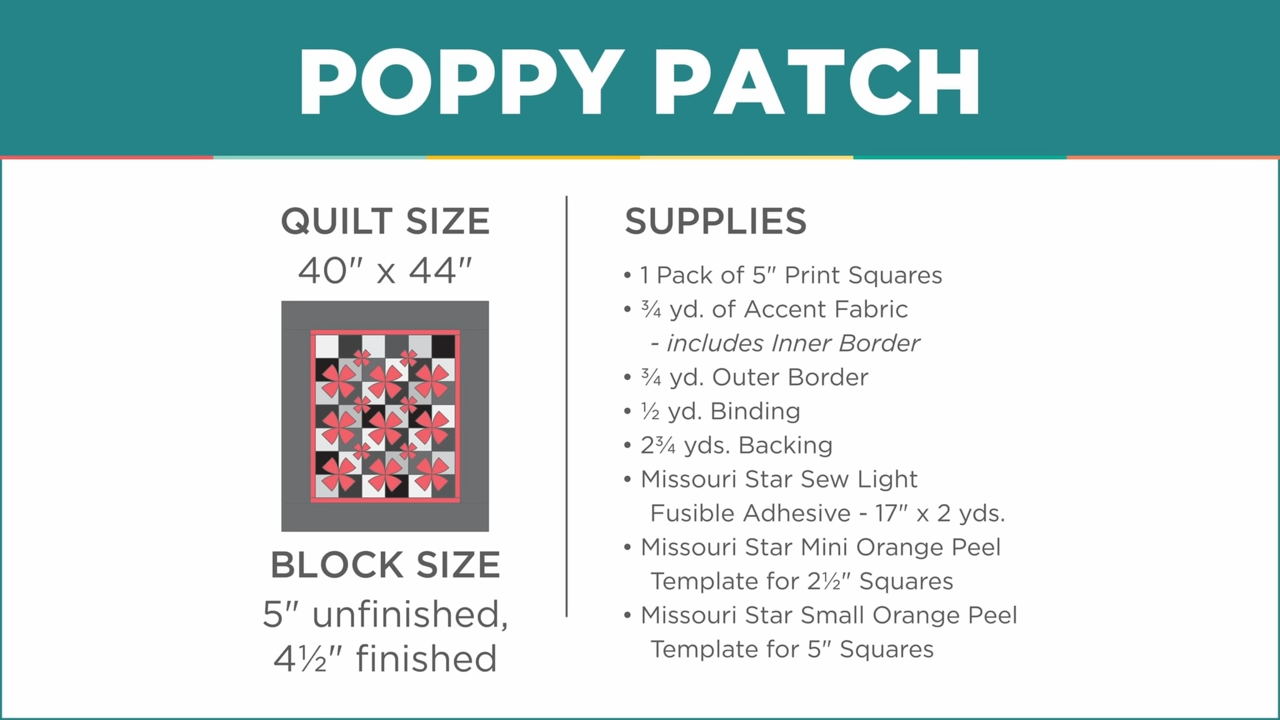 POPPY PATCH
QUILT SIZE
40" x 44"
BLOCK SIZE
5" unfinished,
4½" finished
SUPPLIES
• 1 Pack of 5" Print Squares
• ¾ yd. of Accent Fabric
- includes Inner Border
• ¾ yd. Outer Border
• ½ yd. Binding
• 2¾ yds. Backing
• Missouri Star Sew Light
Fusible Adhesive - 17" x 2 yds.
• Missouri Star Mini Orange Peel
Template for 2½" Squares
• Missouri Star Small Orange Peel
Template for 5" Squares